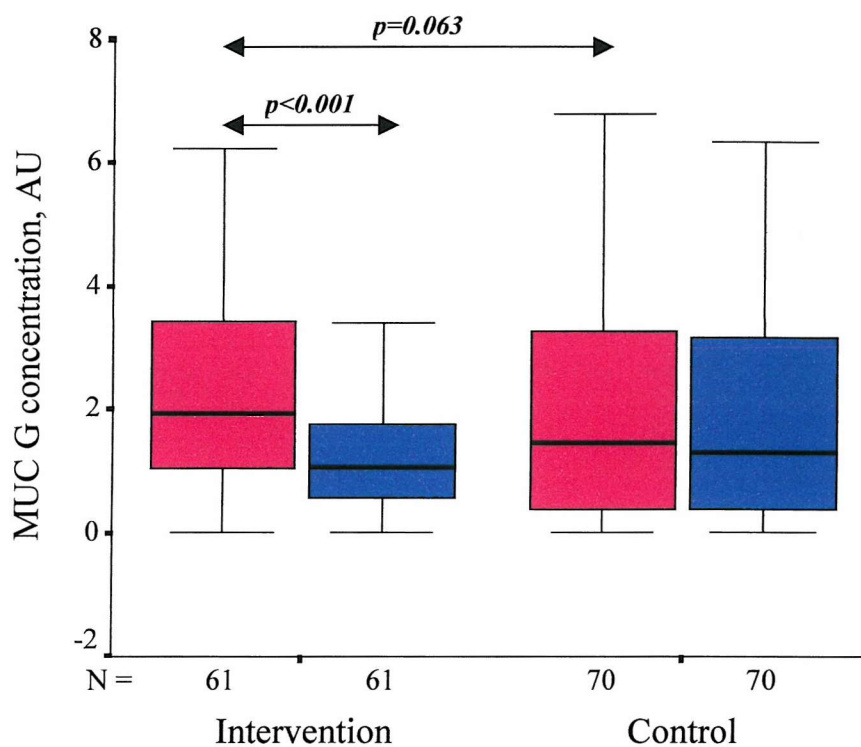 8
p=0.063
p<0.001
6
4
2
0
-2
MUC G concentration, AU
N = 61 61 70 70
Intervention Control